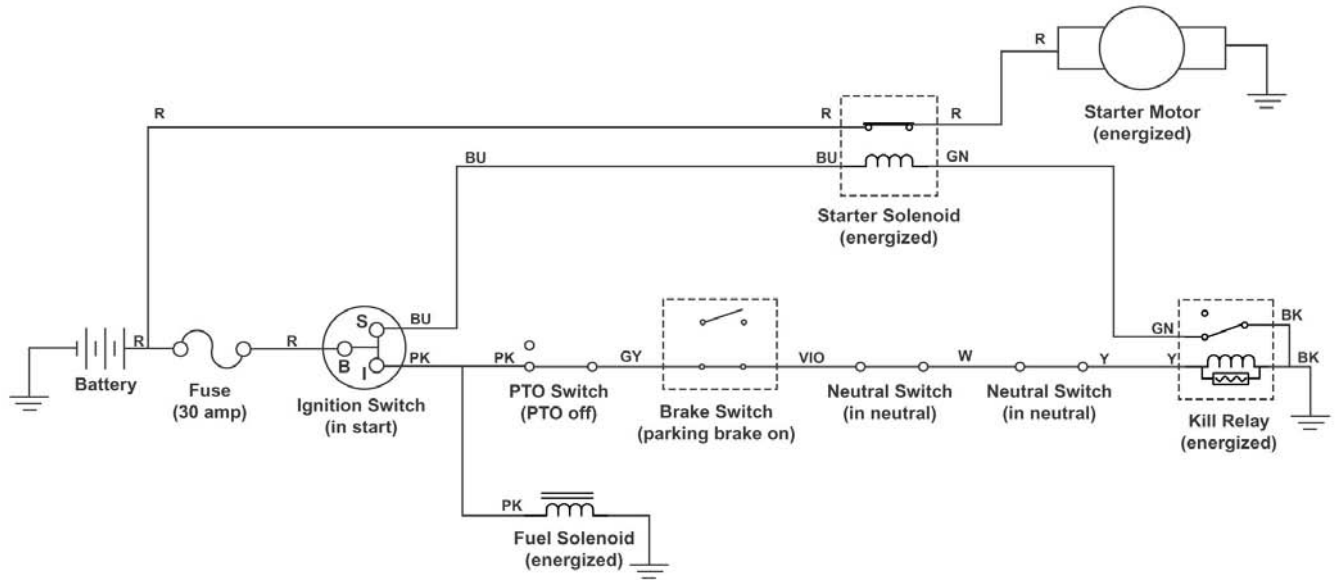 R
Starter Motor
(energized)
R
R
R
BU
BU
GN
Starter Solenoid
(energized)
Battery
R
Fuse
(30 amp)
R
S
B
I
BU
PK
Ignition Switch
(in start)
PK
PTO Switch
(PTO off)
GY
Brake Switch
(parking brake on)
VIO
Neutral Switch
(in neutral)
W
Neutral Switch
(in neutral)
Y
Y
GN
BK
BK
Kill Relay
(energized)
PK
Fuel Solenoid
(energized)